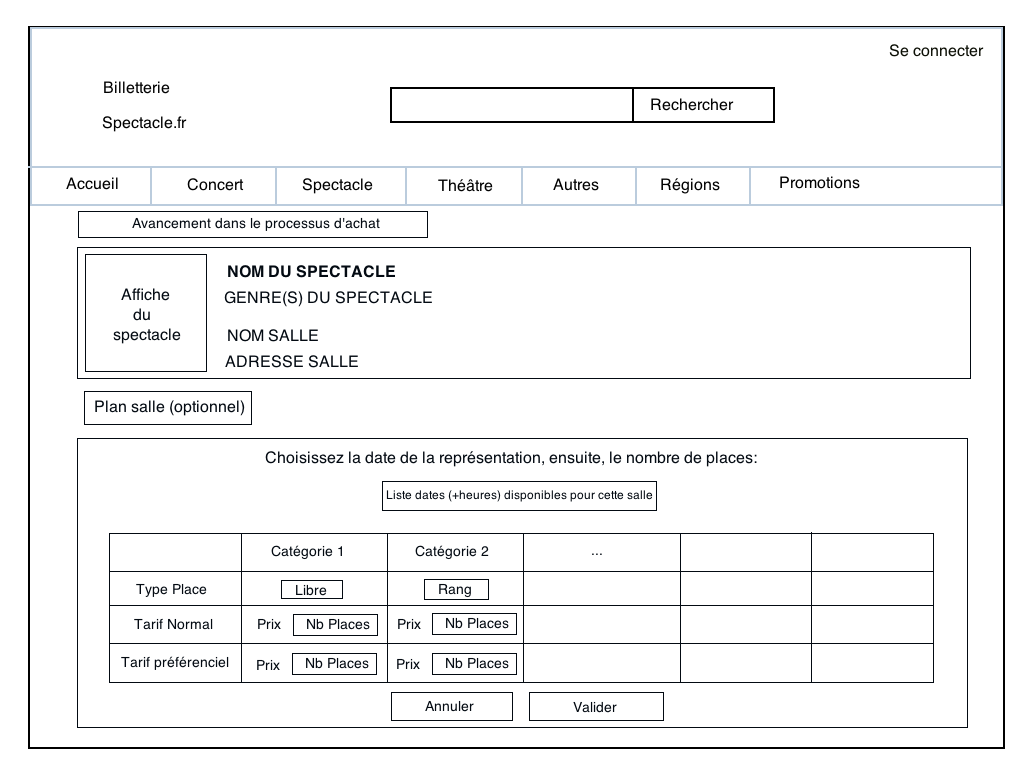 Se connecter
Billetterie
Spectacle.fr
Rechercher
Accueil Concert Spectacle Théâtre Autres Régions Promotions
Avancement dans le processus d'achat
Affiche
du
spectacle
NOM DU SPECTACLE
GENRE(S) DU SPECTACLE
NOM SALLE
ADRESSE SALLE
Plan salle (optionnel)
Choisissez la date de la représentation, ensuite, le nombre de places:
Liste dates (+heures) disponibles pour cette salle
Catégorie 1 Catégorie 2 ...
Type Place Libre Rang
Tarif Normal Prix Nb Places Prix Nb Places
Tarif préférenciel Prix Nb Places Prix Nb Places
Annuler Valider